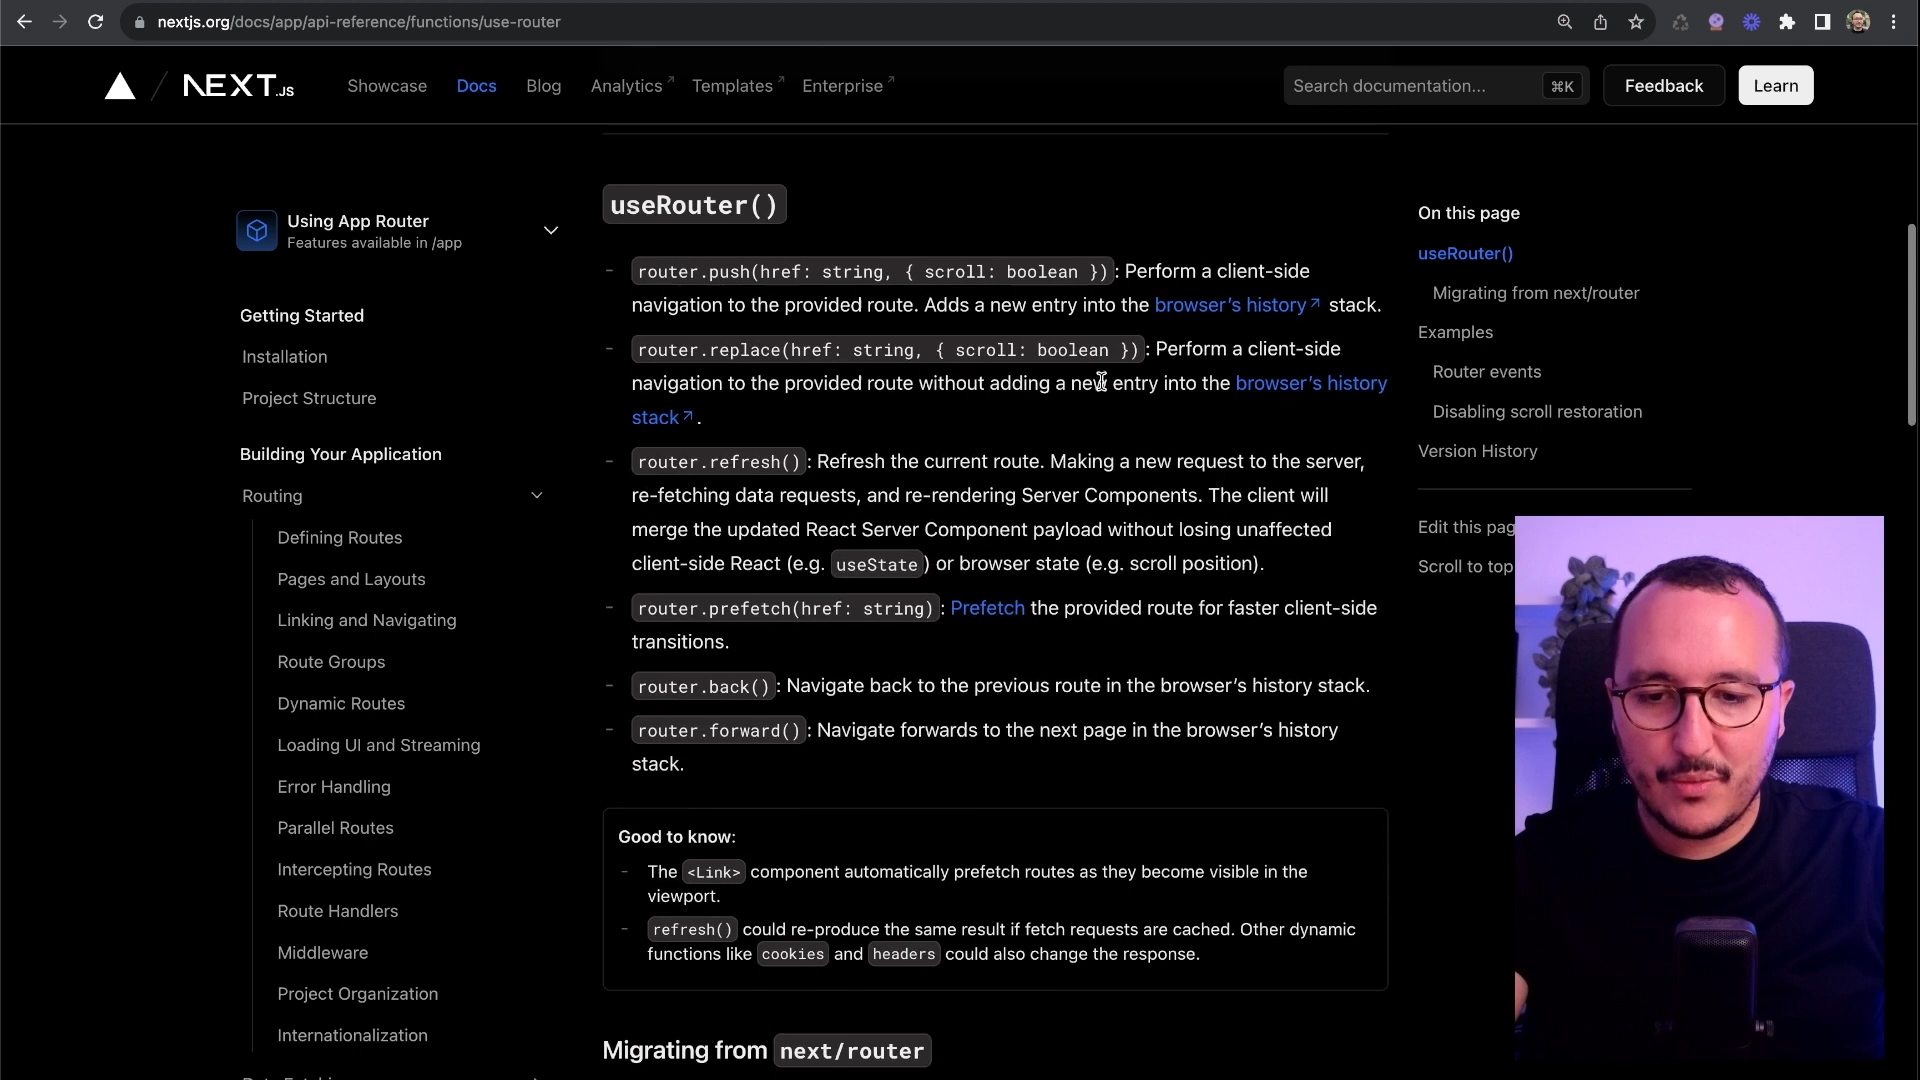 nextjs.org/docs/app/api-reference/functions/use-router
NEXT.JS
Showcase
Docs
Blog
Analytics
Templates
Enterprise
Search documentation...
⌘K
Feedback
Learn
Using App Router
Features available in /app
Getting Started
Installation
Project Structure
Building Your Application
Routing
Defining Routes
Pages and Layouts
Linking and Navigating
Route Groups
Dynamic Routes
Loading UI and Streaming
Error Handling
Parallel Routes
Intercepting Routes
Route Handlers
Middleware
Project Organization
Internationalization
useRouter()
- router.push(href: string, { scroll: boolean }): Perform a client-side
navigation to the provided route. Adds a new entry into the browser’s history↗ stack.
- router.replace(href: string, { scroll: boolean }): Perform a client-side
navigation to the provided route without adding a new entry into the browser’s history
stack↗.
- router.refresh(): Refresh the current route. Making a new request to the server,
re-fetching data requests, and re-rendering Server Components. The client will
merge the updated React Server Component payload without losing unaffected
client-side React (e.g. useState) or browser state (e.g. scroll position).
- router.prefetch(href: string): Prefetch the provided route for faster client-side
transitions.
- router.back(): Navigate back to the previous route in the browser’s history stack.
- router.forward(): Navigate forwards to the next page in the browser’s history
stack.
Good to know:
- The <Link> component automatically prefetch routes as they become visible in the
viewport.
- refresh() could re-produce the same result if fetch requests are cached. Other dynamic
functions like cookies and headers could also change the response.
Migrating from next/router
On this page
useRouter()
Migrating from next/router
Examples
Router events
Disabling scroll restoration
Version History
Edit this pag
Scroll to top